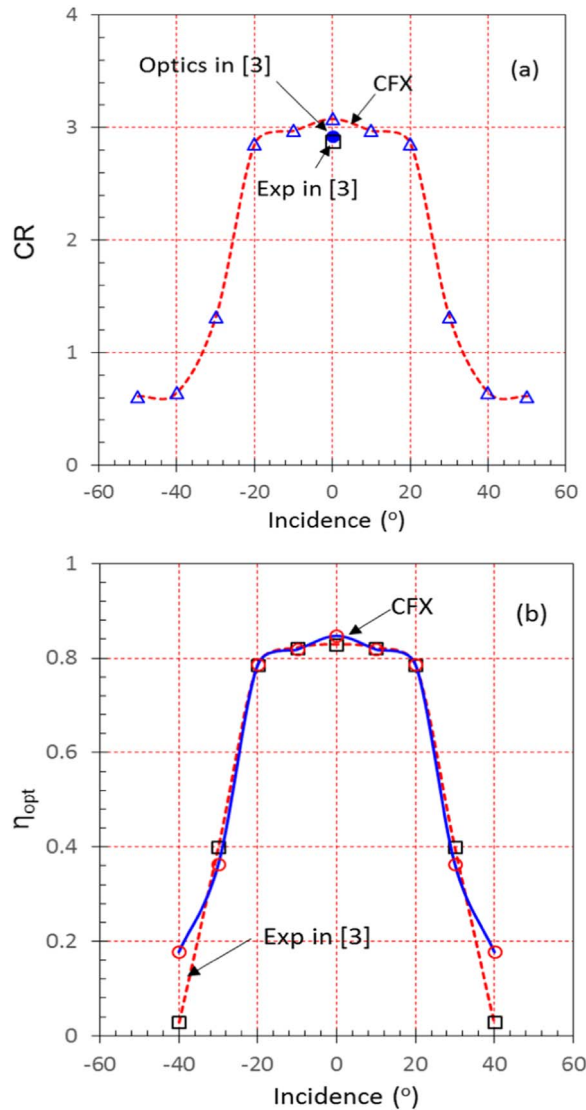 4
(a)
Optics in [3]
CFX
3
Exp in [3]
2
CR
1
0
-60 -40 -20 0 20 40 60
Incidence (°)
1
CFX
(b)
0.8
0.6
ηopt
0.4
Exp in [3]
0.2
0
-60 -40 -20 0 20 40 60
Incidence (°)